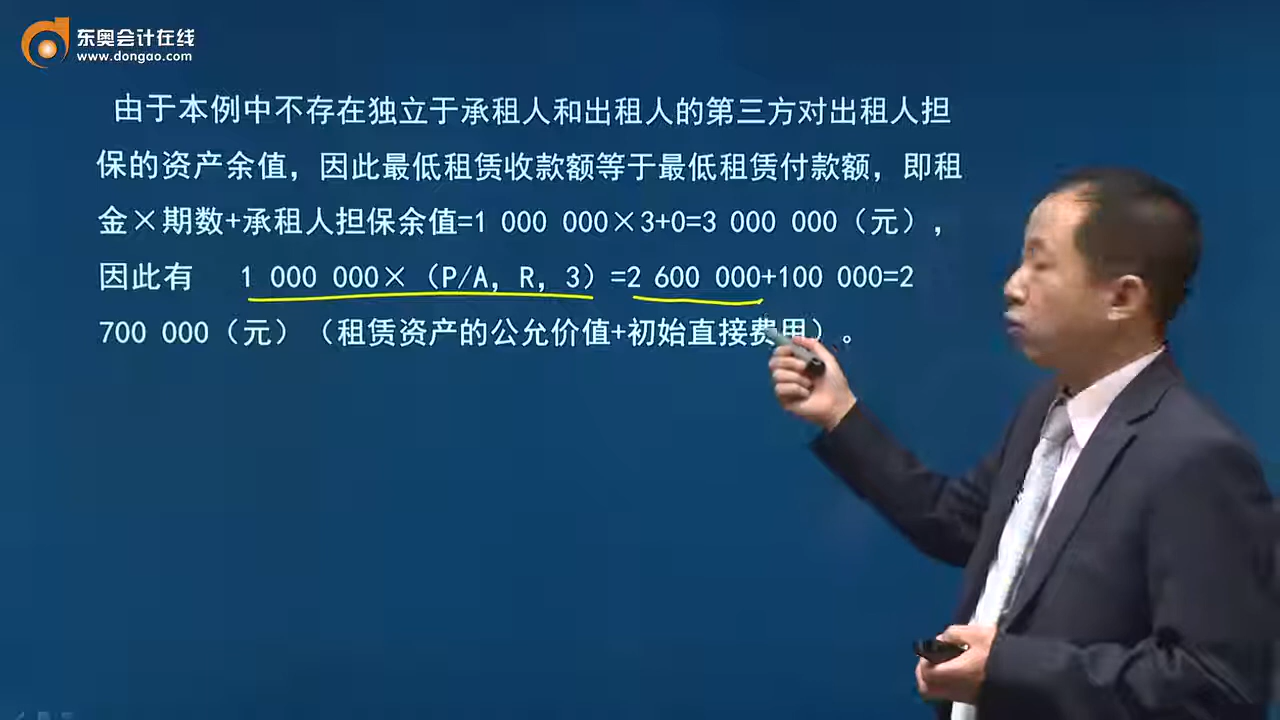 东奥会计在线
www.dongao.com
由于本例中不存在独立于承租人和出租人的第三方对出租人担
保的资产余值，因此最低租赁收款额等于最低租赁付款额，即租
金×期数+承租人担保余值=1 000 000×3+0=3 000 000（元），
因此有 1 000 000×（P/A，R，3）=2 600 000+100 000=2
700 000（元）（租赁资产的公允价值+初始直接费用）。